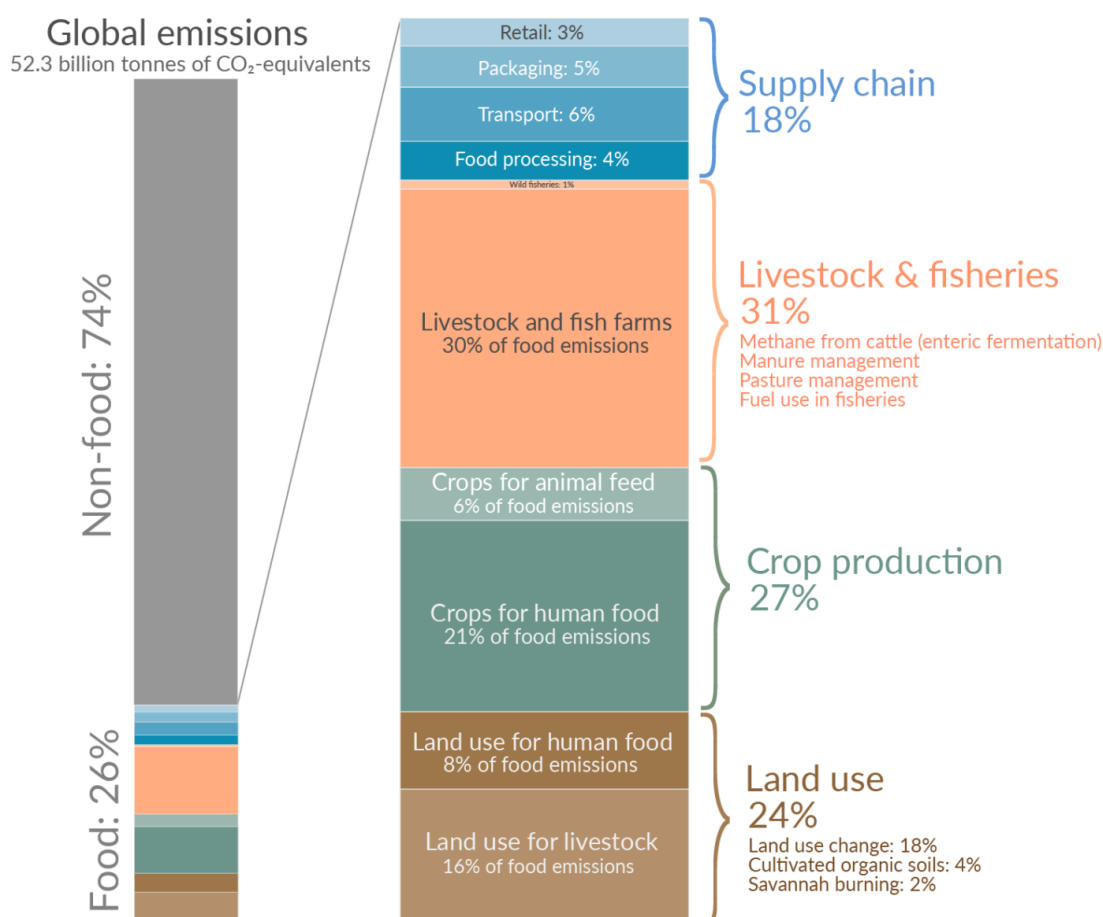 Global emissions
52.3 billion tonnes of CO₂-equivalents
Non-food: 74%
Food: 26%
Retail: 3%
Packaging: 5%
Transport: 6%
Food processing: 4%
Wild fisheries: 1%
Livestock and fish farms
30% of food emissions
Crops for animal feed
6% of food emissions
Crops for human food
21% of food emissions
Land use for human food
8% of food emissions
Land use for livestock
16% of food emissions
Supply chain
18%
Livestock & fisheries
31%
Methane from cattle (enteric fermentation)
Manure management
Pasture management
Fuel use in fisheries
Crop production
27%
Land use
24%
Land use change: 18%
Cultivated organic soils: 4%
Savannah burning: 2%